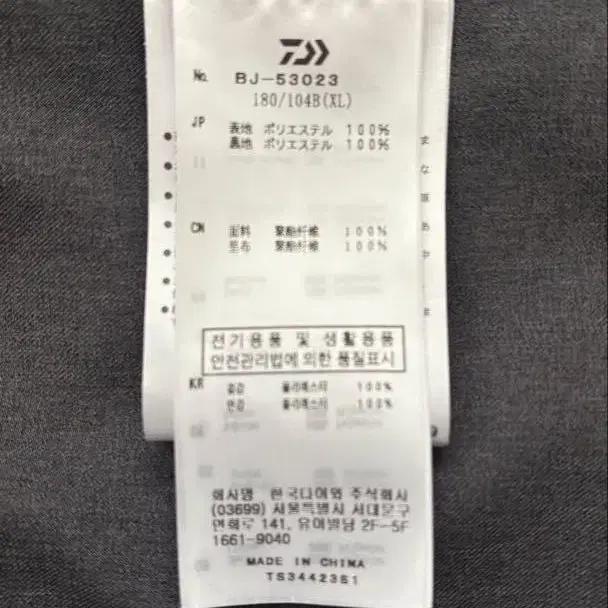 No. BJ-53023
180/104B(XL)
JP 表地 ポリエステル 100%
裏地 ポリエステル 100%
CN 面料 聚酯纤维 100%
里布 聚酯纤维 100%
전기용품 및 생활용품
안전관리법에 의한 품질표시
KR 겉감 폴리에스터 100%
안감 폴리에스터 100%
회사명 한국다이와 주식회사
(03699) 서울특별시 서대문구
연희로 141, 유아빌딩 2F-5F
1661-9040
MADE IN CHINA
TS34423S1